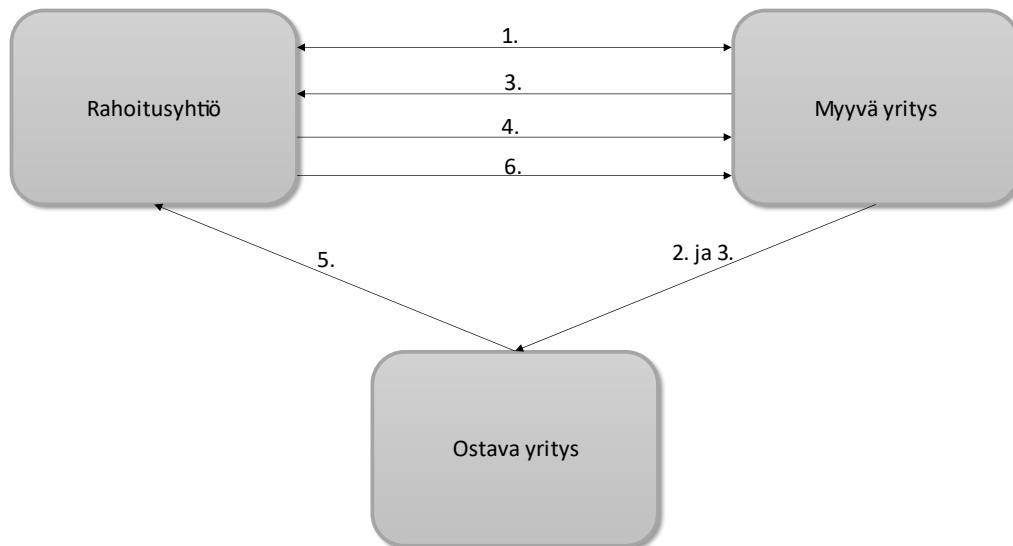 1.
Rahoitusyhtiö
3.
Myyvä yritys
4.
6.
5.
2. ja 3.
Ostava yritys